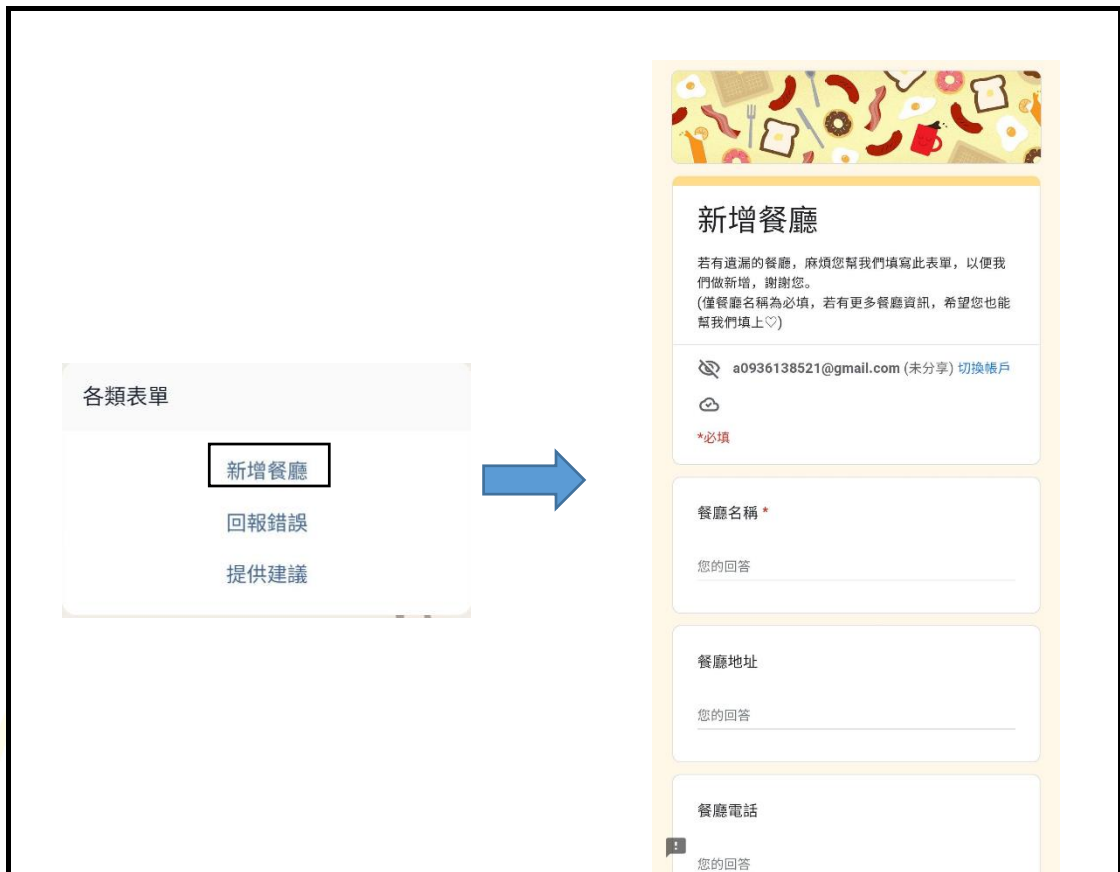 各類表單
新增餐廳
回報錯誤
提供建議
新增餐廳
若有遺漏的餐廳，麻煩您幫我們填寫此表單，以便我
們做新增，謝謝您。
(僅餐廳名稱為必填，若有更多餐廳資訊，希望您也能
幫我們填上♡)
a0936138521@gmail.com (未分享) 切換帳戶
*必填
餐廳名稱 *
您的回答
餐廳地址
您的回答
餐廳電話
您的回答